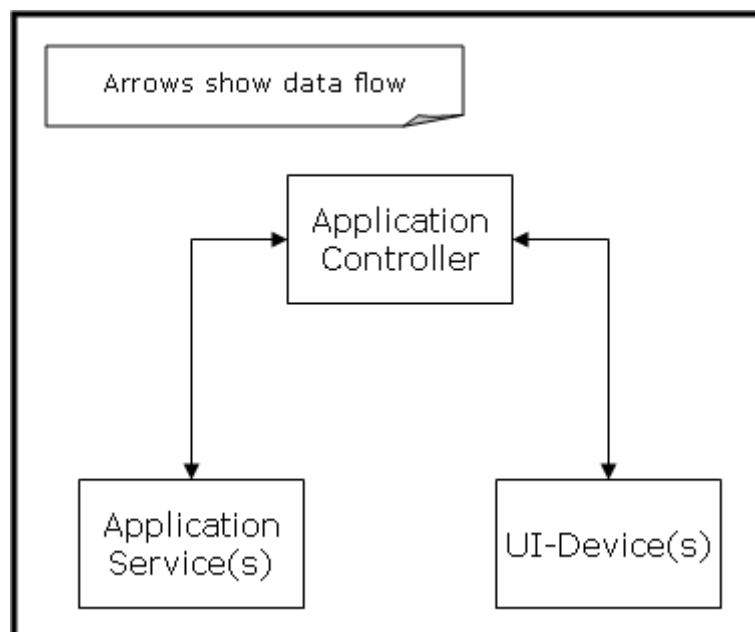 Arrows show data flow
Application
Controller
Application
Service(s)
UI-Device(s)